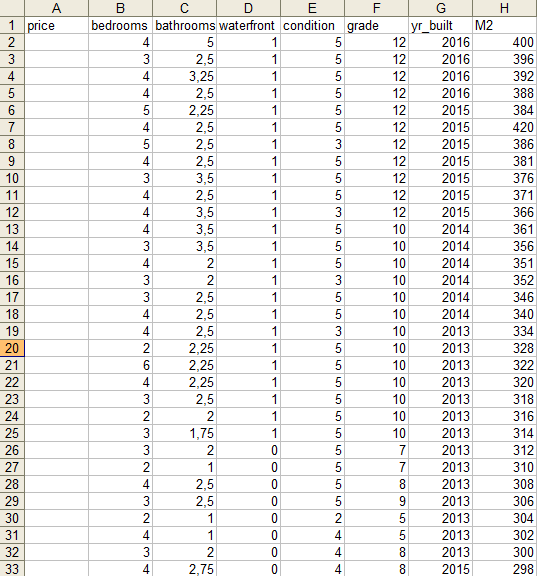 A B C D E F G H
1 price bedrooms bathrooms waterfront condition grade yr_built M2
2 4 5 1 5 12 2016 400
3 3 2,5 1 5 12 2016 396
4 4 3,25 1 5 12 2016 392
5 4 2,5 1 5 12 2016 388
6 5 2,25 1 5 12 2015 384
7 4 2,5 1 5 12 2015 420
8 5 2,5 1 3 12 2015 386
9 4 2,5 1 5 12 2015 381
10 3 3,5 1 5 12 2015 376
11 4 2,5 1 5 12 2015 371
12 4 3,5 1 3 12 2015 366
13 4 3,5 1 5 10 2014 361
14 3 3,5 1 5 10 2014 356
15 4 2 1 5 10 2014 351
16 3 2 1 3 10 2014 352
17 3 2,5 1 5 10 2014 346
18 4 2,5 1 5 10 2014 340
19 4 2,5 1 3 10 2013 334
20 2 2,25 1 5 10 2013 328
21 6 2,25 1 5 10 2013 322
22 4 2,25 1 5 10 2013 320
23 3 2,5 1 5 10 2013 318
24 2 2 1 5 10 2013 316
25 3 1,75 1 5 10 2013 314
26 3 2 0 5 7 2013 312
27 2 1 0 5 7 2013 310
28 4 2,5 0 5 8 2013 308
29 3 2,5 0 5 9 2013 306
30 2 1 0 2 5 2013 304
31 4 1 0 4 5 2013 302
32 3 2 0 4 8 2013 300
33 4 2,75 0 4 8 2015 298